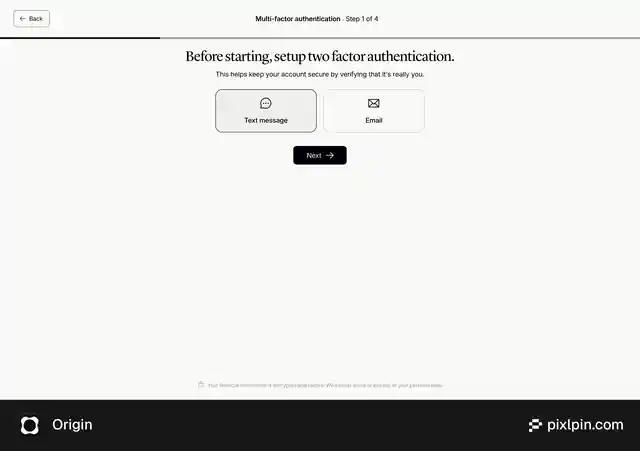 Back
Multi-factor authentication · Step 1 of 4
Before starting, setup two factor authentication.
This helps keep your account secure by verifying that it's really you.
Text message
Email
Next
Origin
pixlpin.com